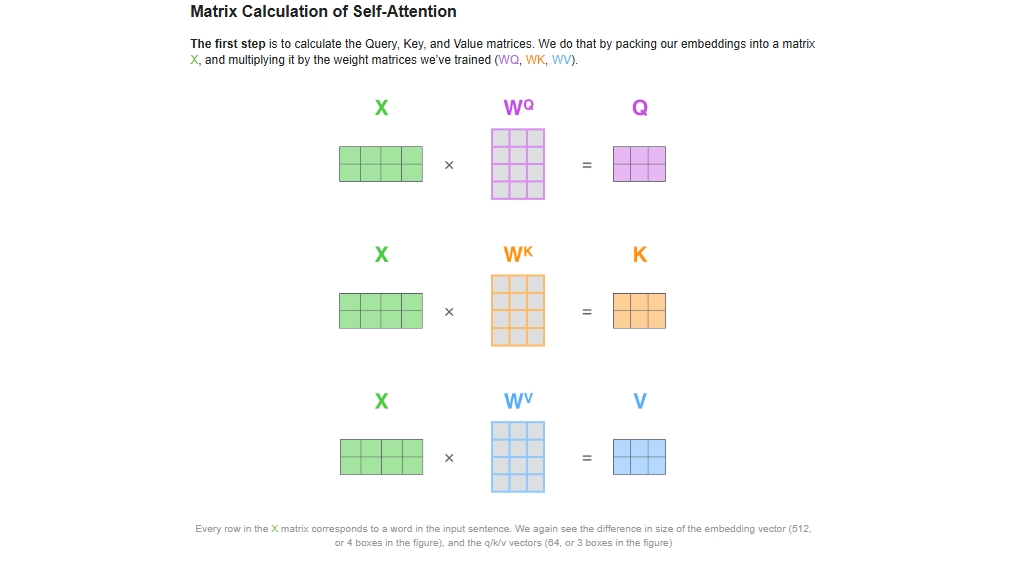 Matrix Calculation of Self-Attention
The first step is to calculate the Query, Key, and Value matrices. We do that by packing our embeddings into a matrix
X, and multiplying it by the weight matrices we've trained (WQ, WK, WV).
X WQ Q
× =
X WK K
× =
X WV V
× =
Every row in the X matrix corresponds to a word in the input sentence. We again see the difference in size of the embedding vector (512,
or 4 boxes in the figure), and the q/k/v vectors (64, or 3 boxes in the figure)